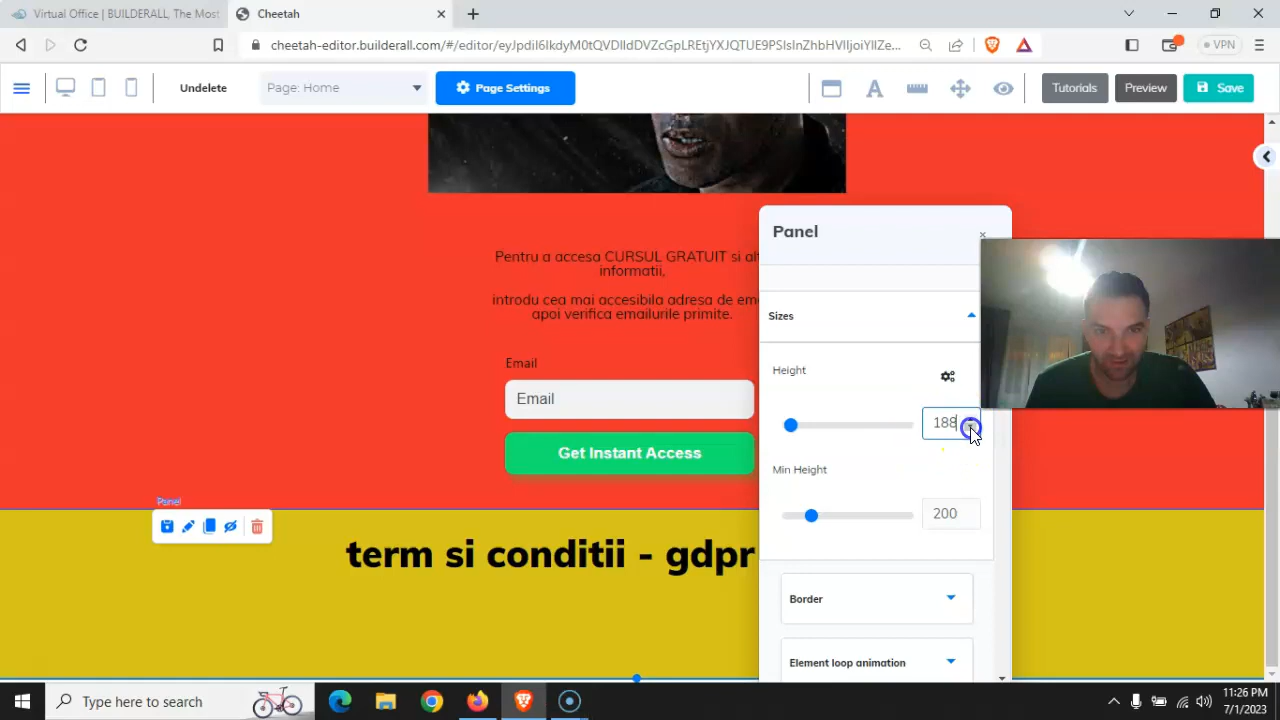 Virtual Office | BUILDERALL, The Most
Cheetah
cheetah-editor.builderall.com/#/editor/eyJpdil6IkdyM0tQVDlIdDVZcGpLREtjYXJQTUE9PSIsInZhbHVlIjoiYllZe...
VPN
Undelete
Page: Home
Page Settings
Tutorials
Preview
Save
Panel
Pentru a accesa CURSUL GRATUIT si alt
informatii,
introdu cea mai accesibila adresa de ema
apoi verifica emailurile primite.
Sizes
Height
188
Min Height
200
Border
Element loop animation
Email
Email
Get Instant Access
Panel
term si conditii - gdpr
Type here to search
11:26 PM
7/1/2023